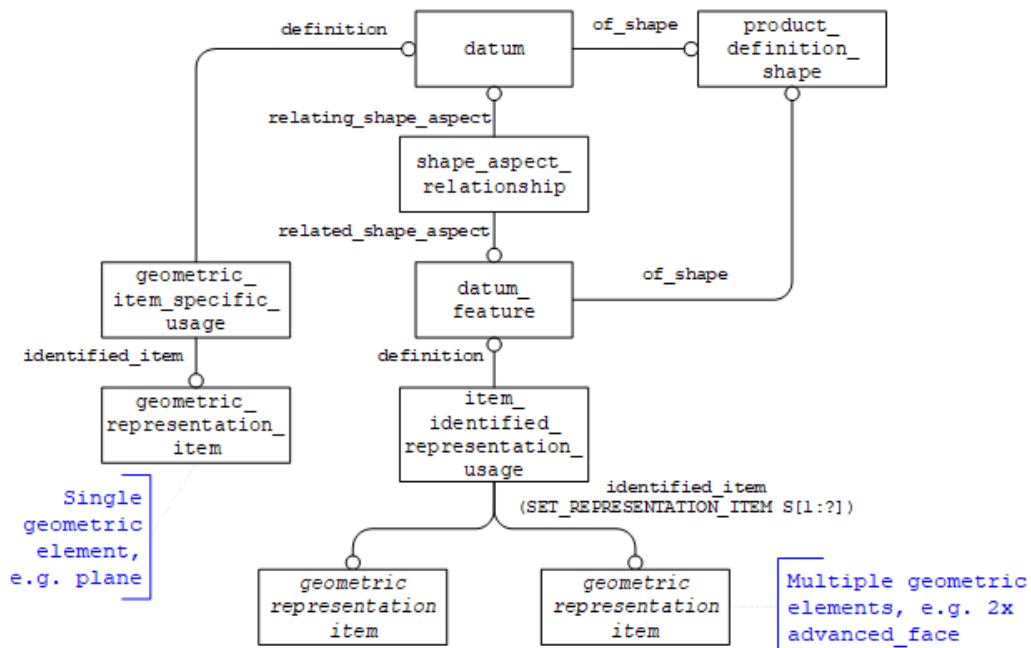 definition
datum
of_shape
product_
definition_
shape
relating_shape_aspect
shape_aspect_
relationship
related_shape_aspect
geometric_
item_specific_
usage
datum_
feature
of_shape
identified_item
definition
geometric_
representation_
item
item_
identified_
representation_
usage
Single
geometric
element,
e.g. plane
identified_item
(SET_REPRESENTATION_ITEM S[1:?])
geometric
representation
item
geometric
representation
item
Multiple geometric
elements, e.g. 2x
advanced_face